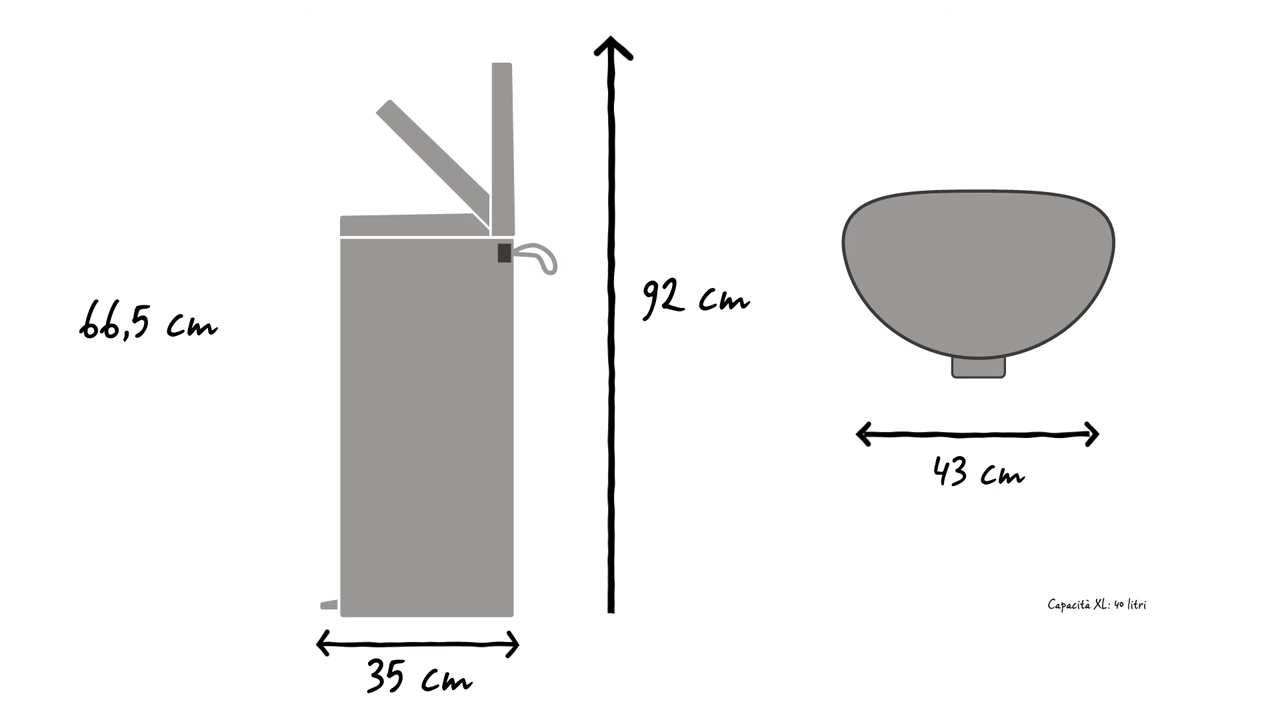 66,5 cm
92 cm
43 cm
35 cm
Capacità XL: 40 litri